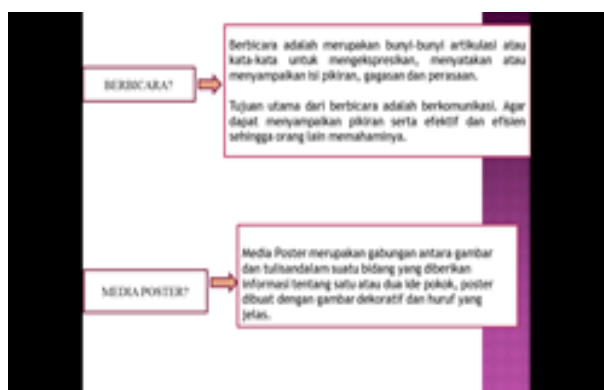 BERBICARA?
Berbicara adalah merupakan bunyi-bunyi artikulasi atau
kata-kata untuk mengekspresikan, menyatakan atau
menyampaikan isi pikiran, gagasan dan perasaan.
Tujuan utama dari berbicara adalah berkomunikasi. Agar
dapat menyampaikan pikiran serta efektif dan efisien
sehingga orang lain memahaminya.
MEDIA POSTER?
Media Poster merupakan gabungan antara gambar
dan tulisandalam suatu bidang yang diberikan
informasi tentang satu atau dua ide pokok, poster
dibuat dengan gambar dekoratif dan huruf yang
jelas.